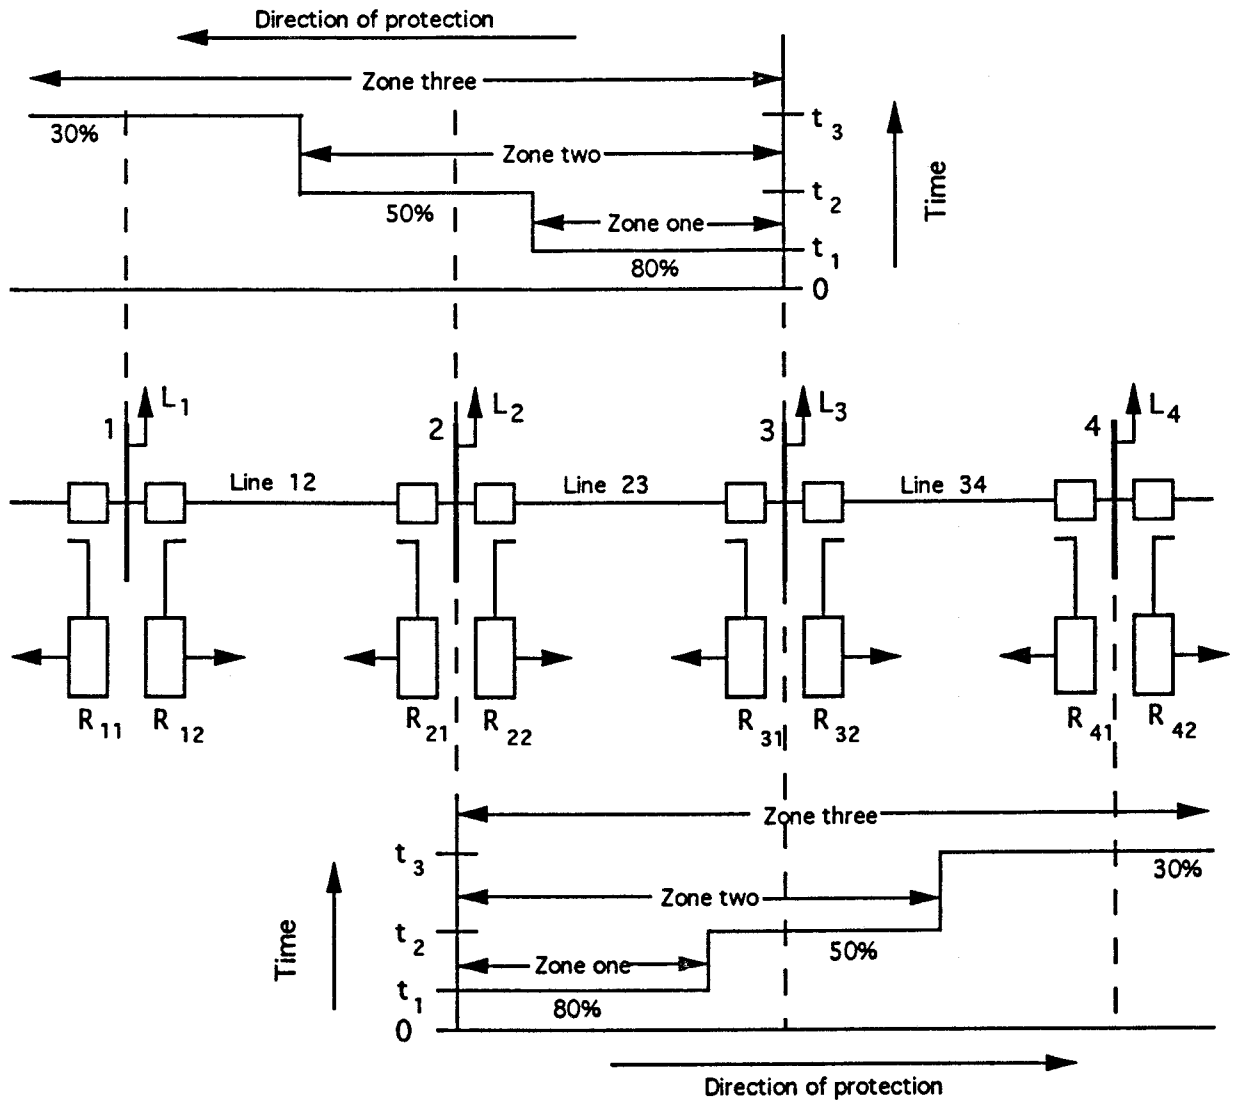 Direction of protection
Zone three
30%
t3
Zone two
t2
50%
Zone one
t1
80%
0
Time
1 L1
2 L2
3 L3
4 L4
Line 12
Line 23
Line 34
R11
R12
R21
R22
R31
R32
R41
R42
Zone three
t3
30%
Zone two
t2
50%
Zone one
t1
80%
0
Time
Direction of protection